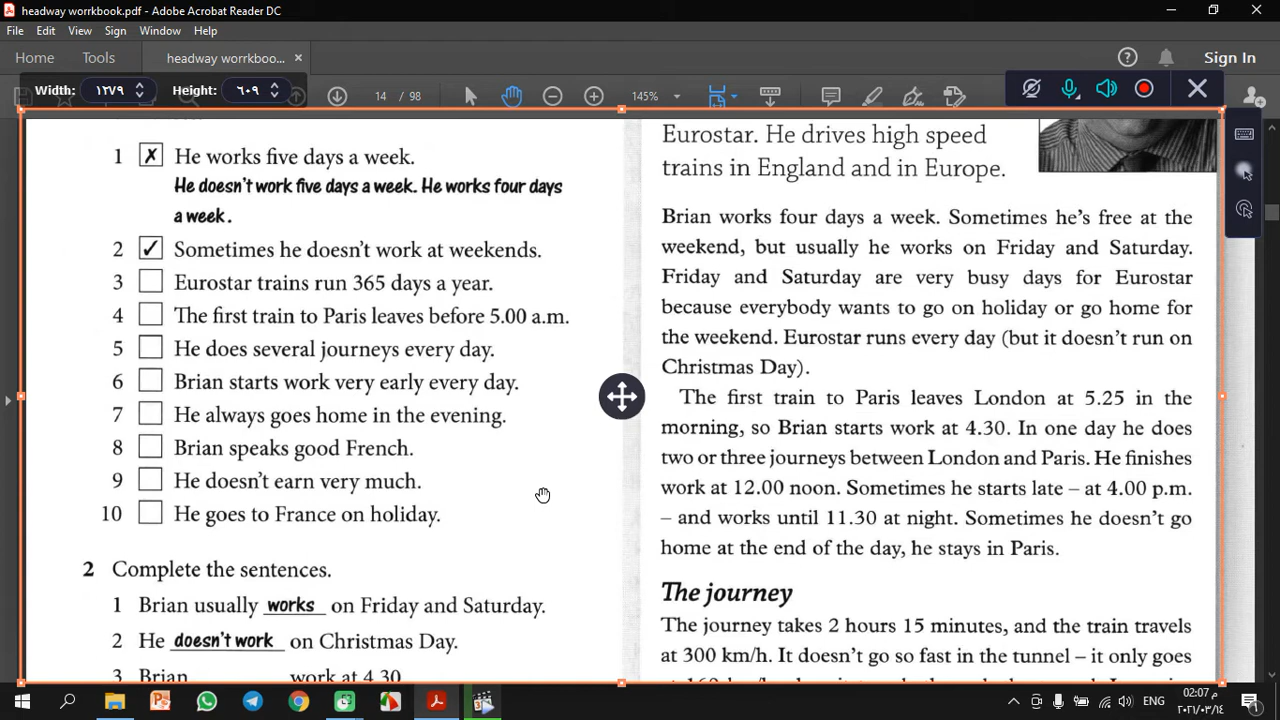 headway worrkbook.pdf - Adobe Acrobat Reader DC
File Edit View Sign Window Help
Home Tools headway worrkboo... × Sign In
Width: ١٢٧٩ Height: ٦٠٩ 14 / 98 145%
1 ✗ He works five days a week.
He doesn't work five days a week. He works four days
a week.
2 ✓ Sometimes he doesn't work at weekends.
3 Eurostar trains run 365 days a year.
4 The first train to Paris leaves before 5.00 a.m.
5 He does several journeys every day.
6 Brian starts work very early every day.
7 He always goes home in the evening.
8 Brian speaks good French.
9 He doesn't earn very much.
10 He goes to France on holiday.
2 Complete the sentences.
1 Brian usually works on Friday and Saturday.
2 He doesn't work on Christmas Day.
3 Brian ______ work at 4.30
Eurostar. He drives high speed
trains in England and in Europe.
Brian works four days a week. Sometimes he's free at the
weekend, but usually he works on Friday and Saturday.
Friday and Saturday are very busy days for Eurostar
because everybody wants to go on holiday or go home for
the weekend. Eurostar runs every day (but it doesn't run on
Christmas Day).
The first train to Paris leaves London at 5.25 in the
morning, so Brian starts work at 4.30. In one day he does
two or three journeys between London and Paris. He finishes
work at 12.00 noon. Sometimes he starts late – at 4.00 p.m.
– and works until 11.30 at night. Sometimes he doesn't go
home at the end of the day, he stays in Paris.
The journey
The journey takes 2 hours 15 minutes, and the train travels
at 300 km/h. It doesn't go so fast in the tunnel – it only goes
ENG 02:07 م
٢٠٢١/٠٣/١٤